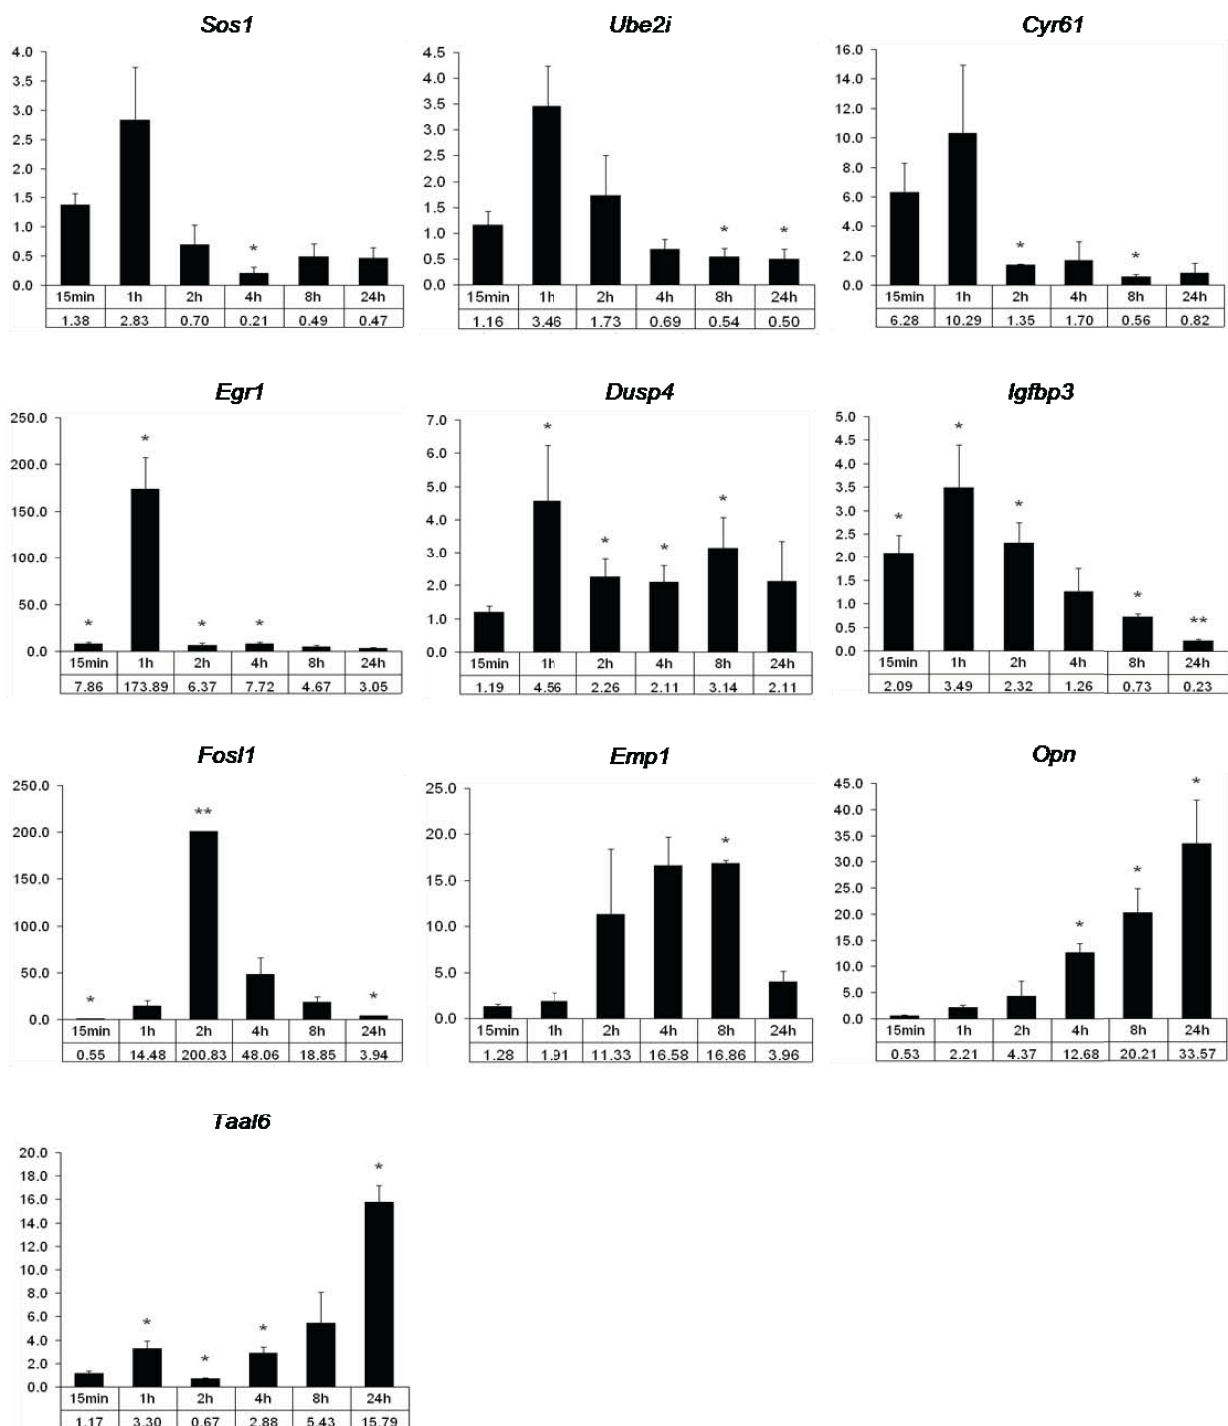 Sos1
4.0
3.5
3.0
2.5
2.0
1.5
1.0
0.5
0.0
*
15min 1h 2h 4h 8h 24h
1.38 2.83 0.70 0.21 0.49 0.47
Ube2i
4.5
4.0
3.5
3.0
2.5
2.0
1.5
1.0
0.5
0.0
* *
15min 1h 2h 4h 8h 24h
1.16 3.46 1.73 0.69 0.54 0.50
Cyr61
16.0
14.0
12.0
10.0
8.0
6.0
4.0
2.0
0.0
* *
15min 1h 2h 4h 8h 24h
6.28 10.29 1.35 1.70 0.56 0.82
Egr1
250.0
200.0
150.0
100.0
50.0
0.0
* * * *
15min 1h 2h 4h 8h 24h
7.86 173.89 6.37 7.72 4.67 3.05
Dusp4
7.0
6.0
5.0
4.0
3.0
2.0
1.0
0.0
* * * *
15min 1h 2h 4h 8h 24h
1.19 4.56 2.26 2.11 3.14 2.11
Igfbp3
5.0
4.5
4.0
3.5
3.0
2.5
2.0
1.5
1.0
0.5
0.0
* * * * **
15min 1h 2h 4h 8h 24h
2.09 3.49 2.32 1.26 0.73 0.23
Fosl1
250.0
200.0
150.0
100.0
50.0
0.0
* ** *
15min 1h 2h 4h 8h 24h
0.55 14.48 200.83 48.06 18.85 3.94
Emp1
25.0
20.0
15.0
10.0
5.0
0.0
*
15min 1h 2h 4h 8h 24h
1.28 1.91 11.33 16.58 16.86 3.96
Opn
45.0
40.0
35.0
30.0
25.0
20.0
15.0
10.0
5.0
0.0
* * *
15min 1h 2h 4h 8h 24h
0.53 2.21 4.37 12.68 20.21 33.57
Taal6
20.0
18.0
16.0
14.0
12.0
10.0
8.0
6.0
4.0
2.0
0.0
* * * *
15min 1h 2h 4h 8h 24h
1.17 3.30 0.67 2.88 5.43 15.79